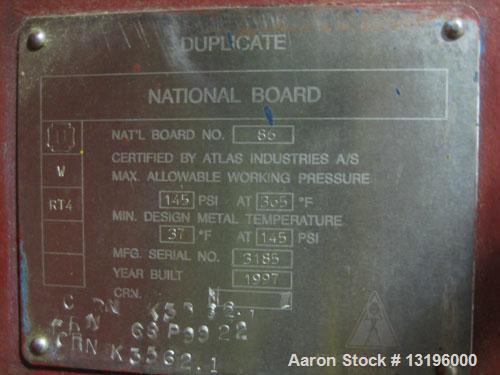 DUPLICATE
NATIONAL BOARD
NAT'L BOARD NO. 86
W
CERTIFIED BY ATLAS INDUSTRIES A/S
MAX. ALLOWABLE WORKING PRESSURE
RT4
145 PSI AT 365 °F
MIN. DESIGN METAL TEMPERATURE
37 °F AT 145 PSI
MFG. SERIAL NO. 3185
YEAR BUILT 1997
CRN.
68P9922
CRN K3562.1
Aaron Stock # 13196000